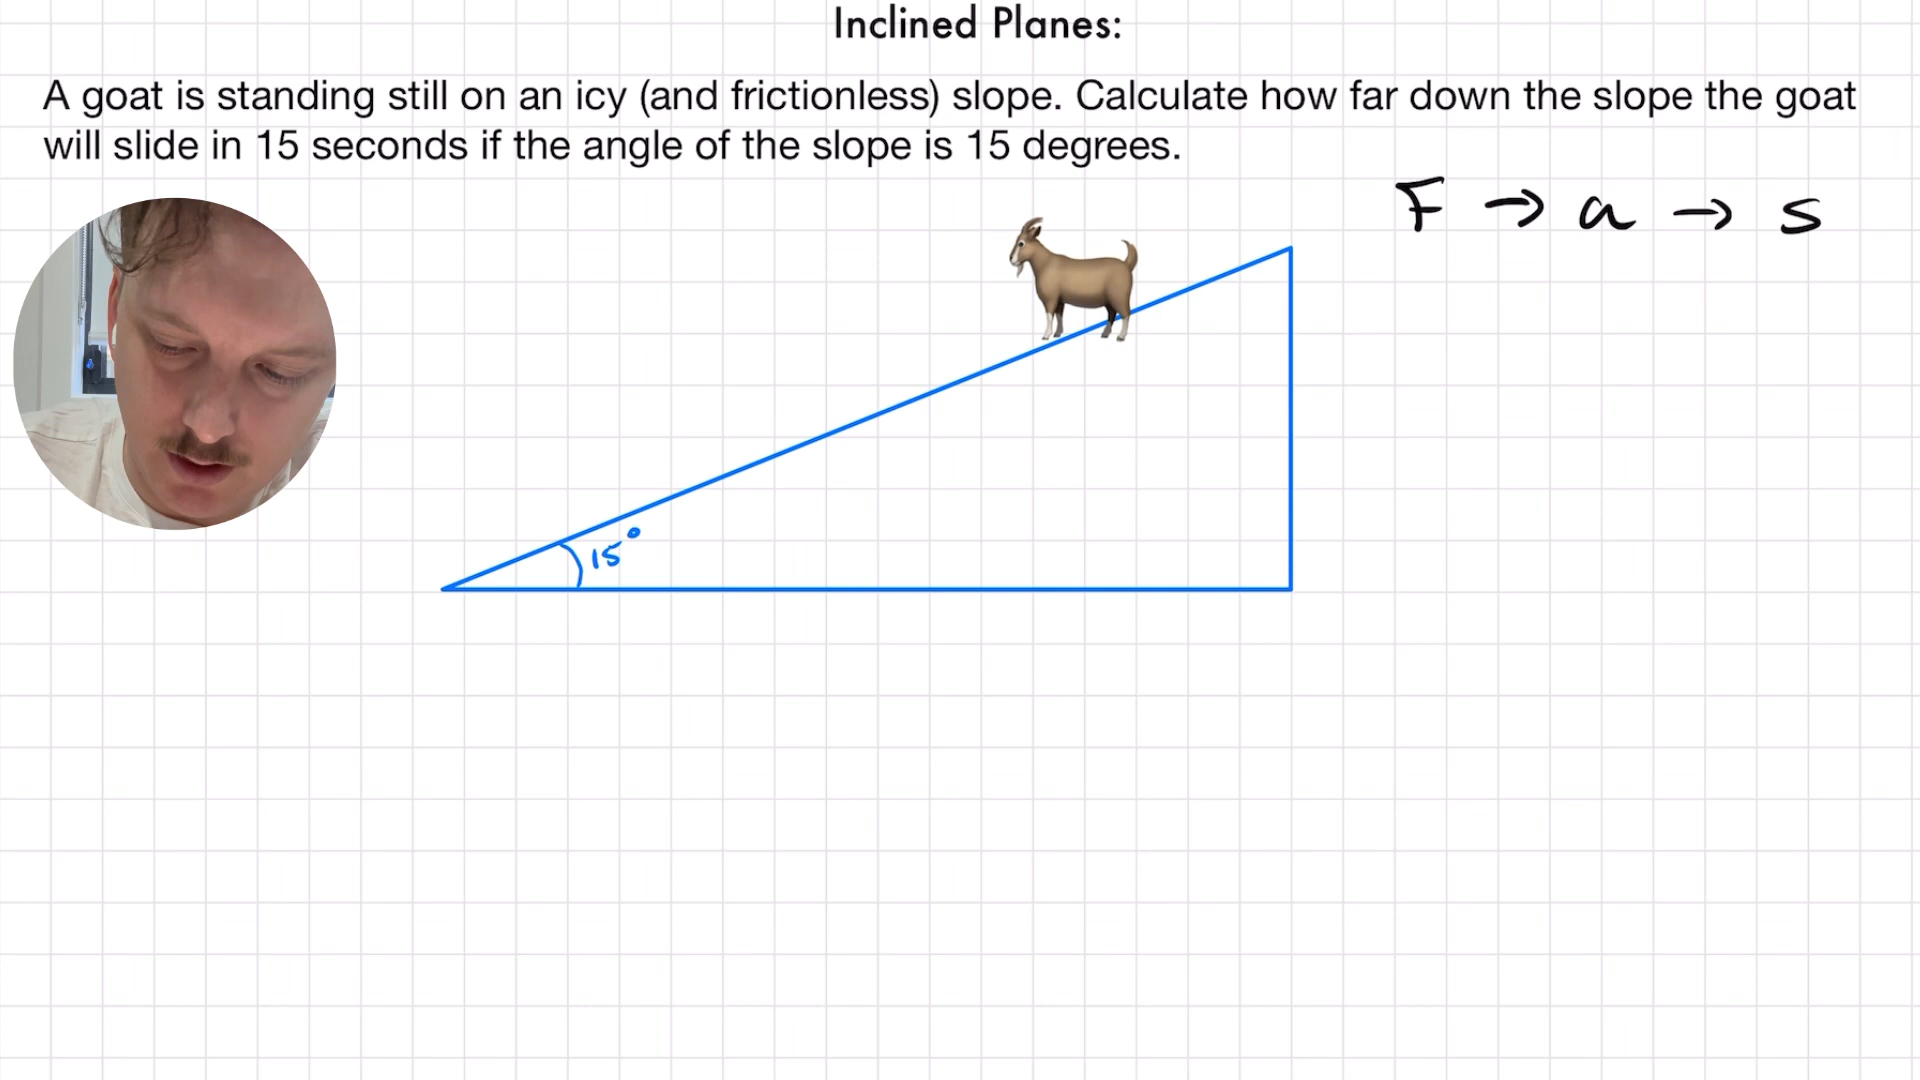 Inclined Planes:
A goat is standing still on an icy (and frictionless) slope. Calculate how far down the slope the goat
will slide in 15 seconds if the angle of the slope is 15 degrees.
F → a → s
15°